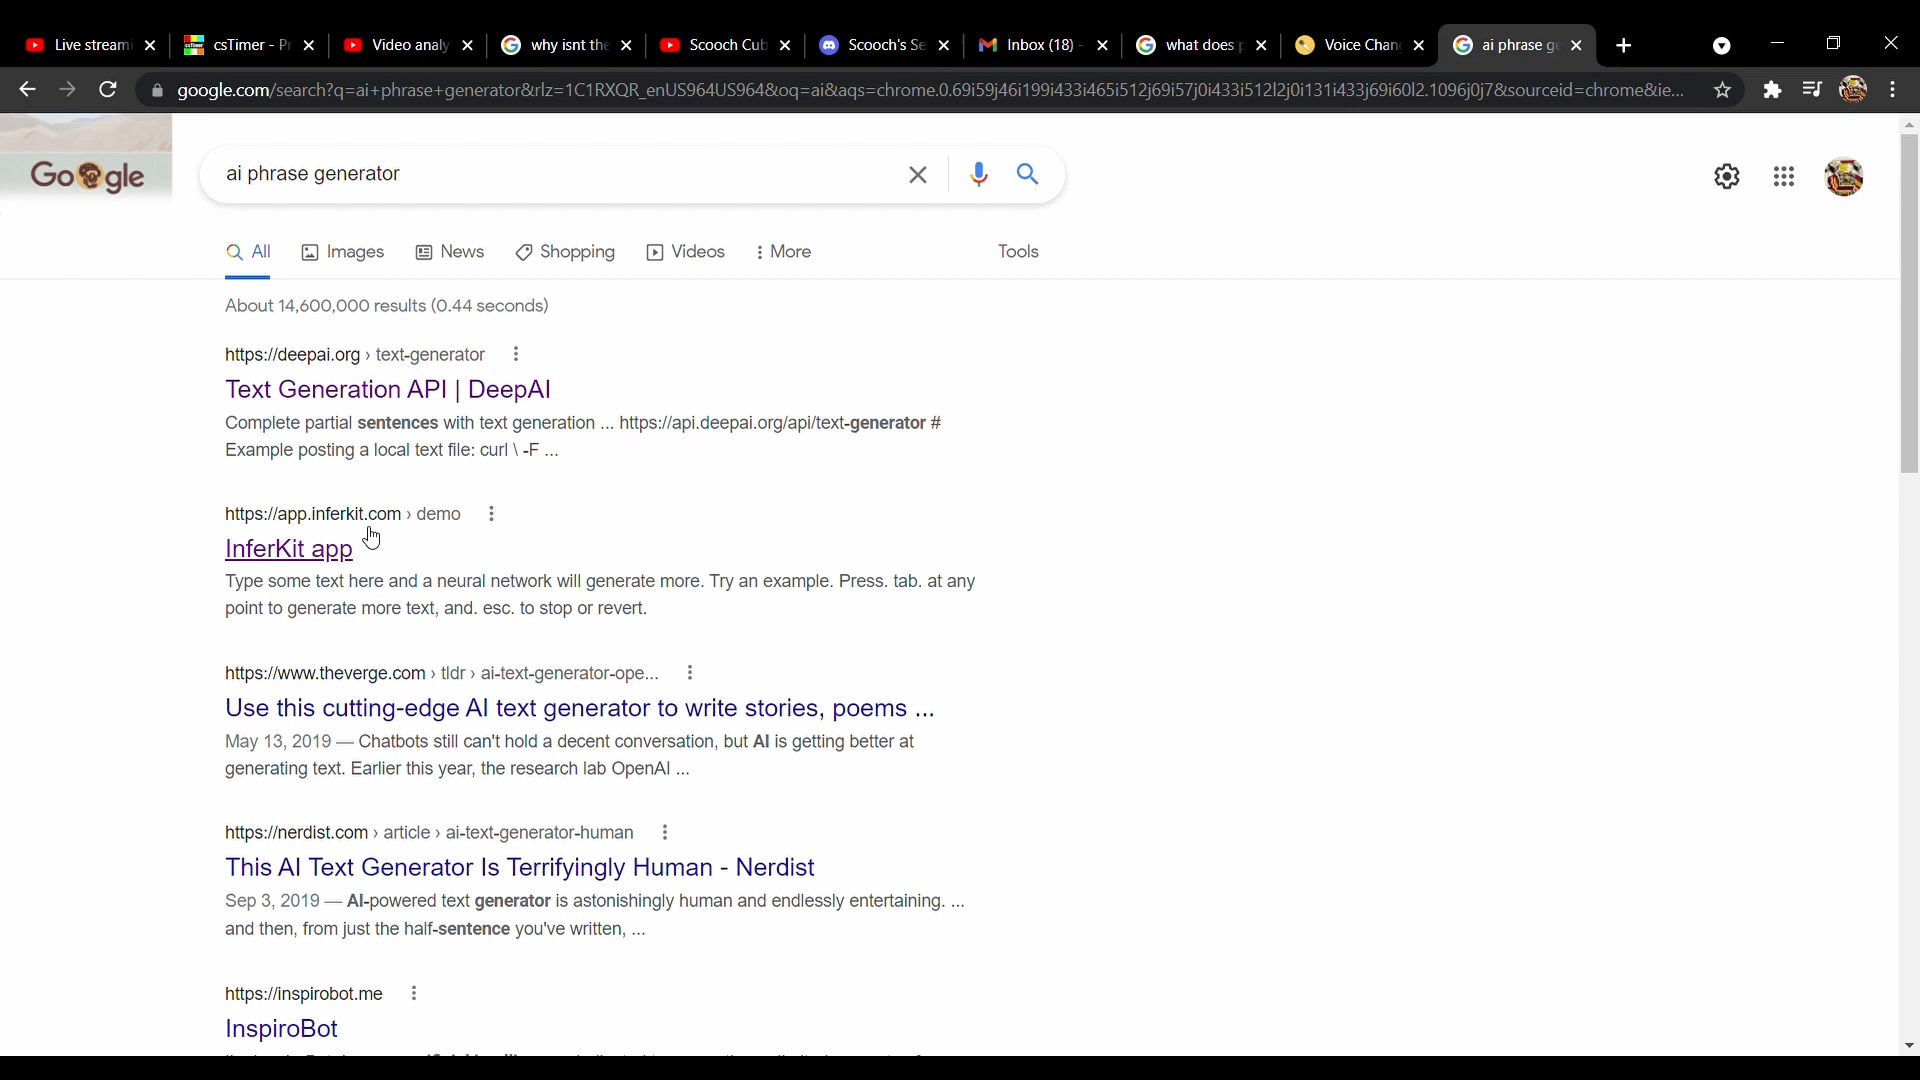 Live stream
csTimer - P
Video analy
why isnt the
Scooch Cub
Scooch's Se
Inbox (18) -
what does
Voice Chan
ai phrase g
google.com/search?q=ai+phrase+generator&rlz=1C1RXQR_enUS964US964&oq=ai&aqs=chrome.0.69i59j46i199i433i465i512j69i57j0i433i512l2j0i131i433j69i60l2.1096j0j7&sourceid=chrome&ie...
Google
ai phrase generator
All
Images
News
Shopping
Videos
More
Tools
About 14,600,000 results (0.44 seconds)
https://deepai.org › text-generator
Text Generation API | DeepAI
Complete partial sentences with text generation ... https://api.deepai.org/api/text-generator #
Example posting a local text file: curl \ -F ...
https://app.inferkit.com › demo
InferKit app
Type some text here and a neural network will generate more. Try an example. Press. tab. at any
point to generate more text, and. esc. to stop or revert.
https://www.theverge.com › tldr › ai-text-generator-ope...
Use this cutting-edge AI text generator to write stories, poems ...
May 13, 2019 — Chatbots still can't hold a decent conversation, but AI is getting better at
generating text. Earlier this year, the research lab OpenAI ...
https://nerdist.com › article › ai-text-generator-human
This AI Text Generator Is Terrifyingly Human - Nerdist
Sep 3, 2019 — AI-powered text generator is astonishingly human and endlessly entertaining. ...
and then, from just the half-sentence you've written, ...
https://inspirobot.me
InspiroBot